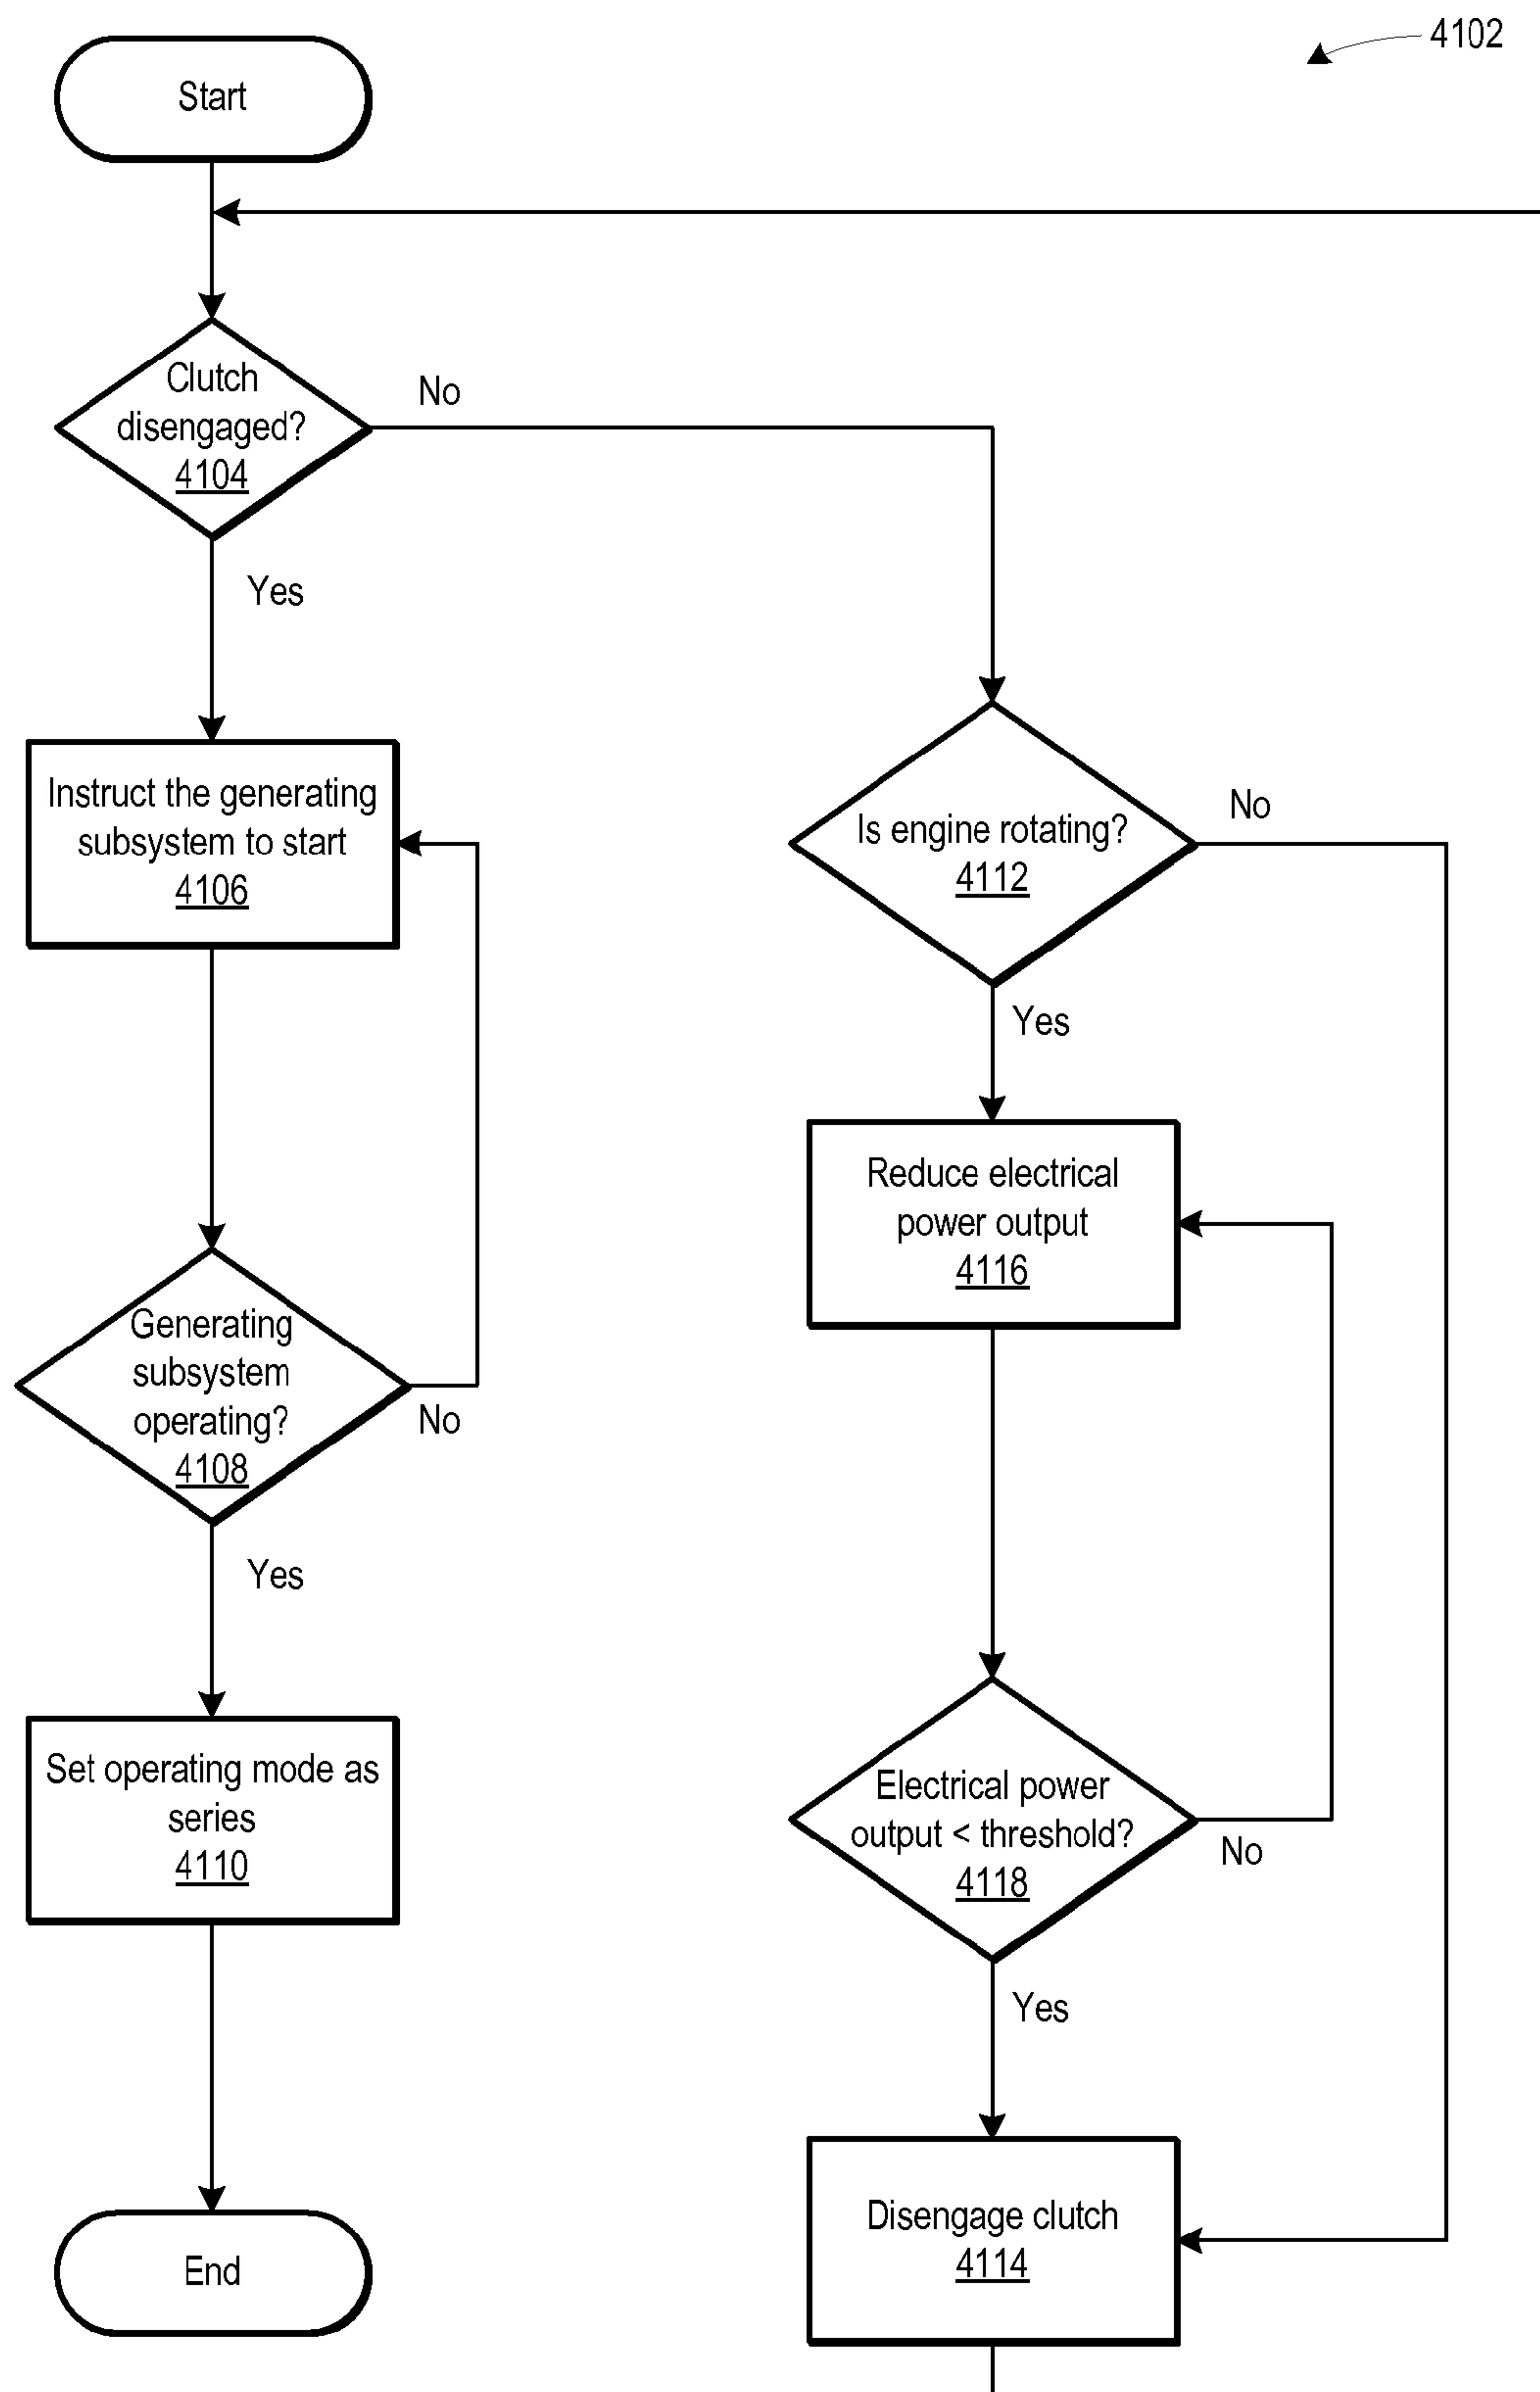 4102
Start
Clutch
disengaged?
4104
No
Yes
Instruct the generating
subsystem to start
4106
Generating
subsystem
operating?
4108
No
Yes
Set operating mode as
series
4110
End
Is engine rotating?
4112
No
Yes
Reduce electrical
power output
4116
Electrical power
output < threshold?
4118
No
Yes
Disengage clutch
4114